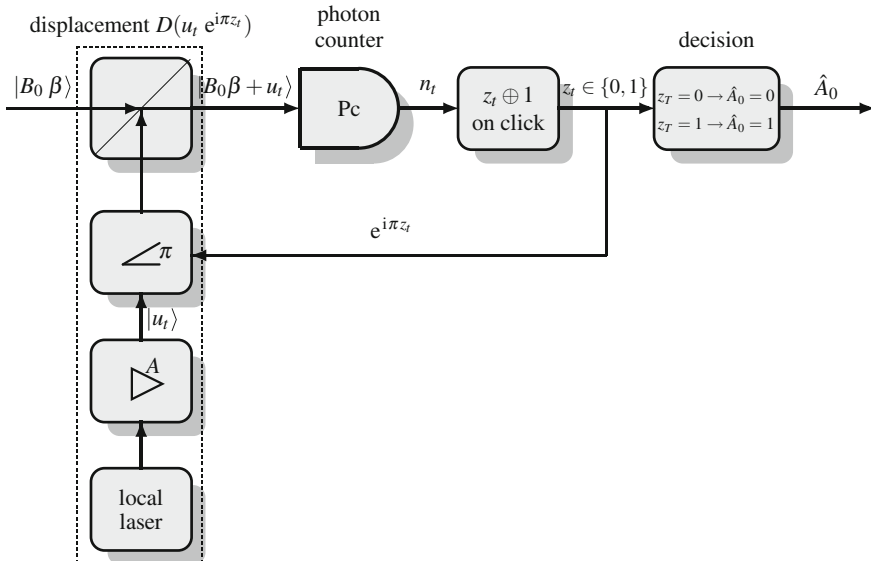 displacement D(u_t e^{iπz_t})
photon
counter
decision
|B_0 β⟩
B_0β + u_t⟩
Pc
n_t
z_t ⊕ 1
on click
z_t ∈ {0,1}
z_T = 0 → Â_0 = 0
z_T = 1 → Â_0 = 1
Â_0
e^{iπz_t}
π
|u_t⟩
A
local
laser